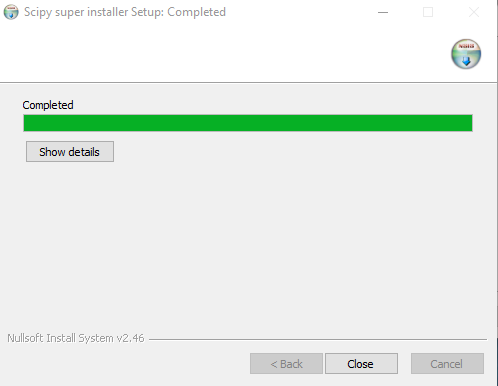 Scipy super installer Setup: Completed
Completed
Show details
Nullsoft Install System v2.46
< Back
Close
Cancel